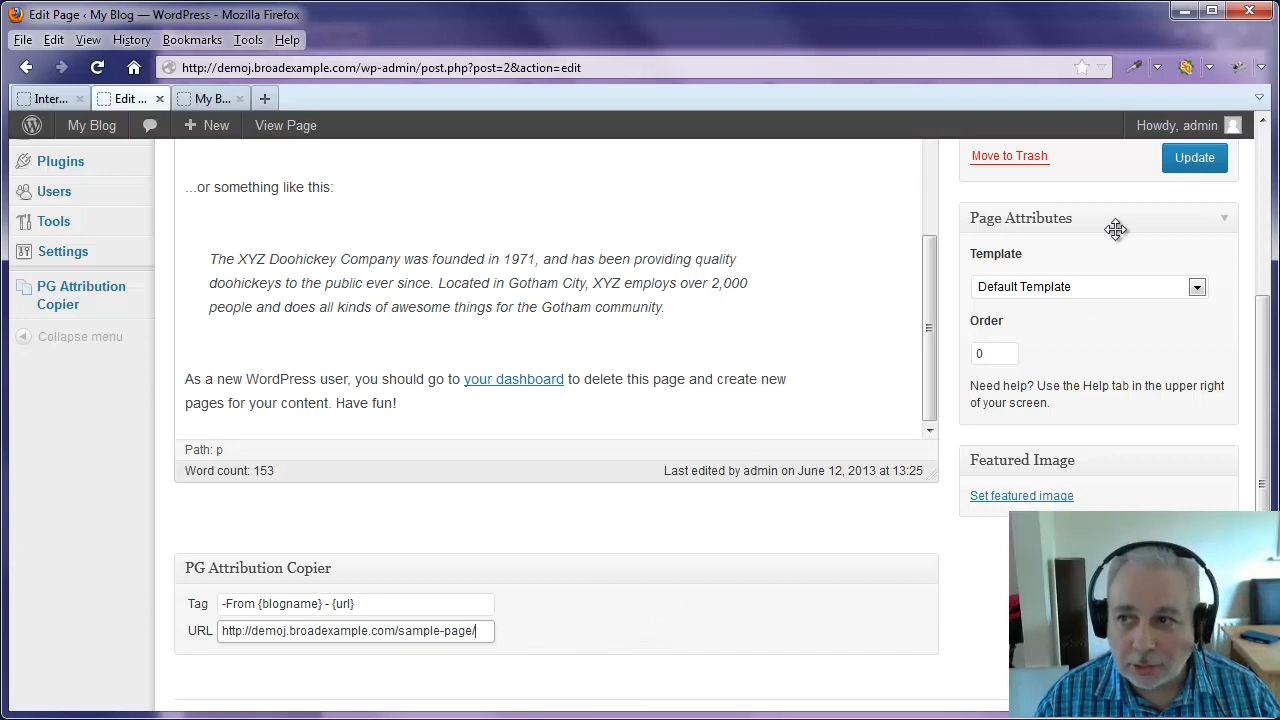 Edit Page ‹ My Blog — WordPress - Mozilla Firefox
File Edit View History Bookmarks Tools Help
http://demoj.broadexample.com/wp-admin/post.php?post=2&action=edit
Inter... Edit ... My B...
My Blog New View Page Howdy, admin
Plugins
Users
Tools
Settings
PG Attribution
Copier
Collapse menu
...or something like this:
The XYZ Doohickey Company was founded in 1971, and has been providing quality
doohickeys to the public ever since. Located in Gotham City, XYZ employs over 2,000
people and does all kinds of awesome things for the Gotham community.
As a new WordPress user, you should go to your dashboard to delete this page and create new
pages for your content. Have fun!
Path: p
Word count: 153 Last edited by admin on June 12, 2013 at 13:25
PG Attribution Copier
Tag -From {blogname} - {url}
URL http://demoj.broadexample.com/sample-page/
Move to Trash Update
Page Attributes
Template
Default Template
Order
0
Need help? Use the Help tab in the upper right
of your screen.
Featured Image
Set featured image